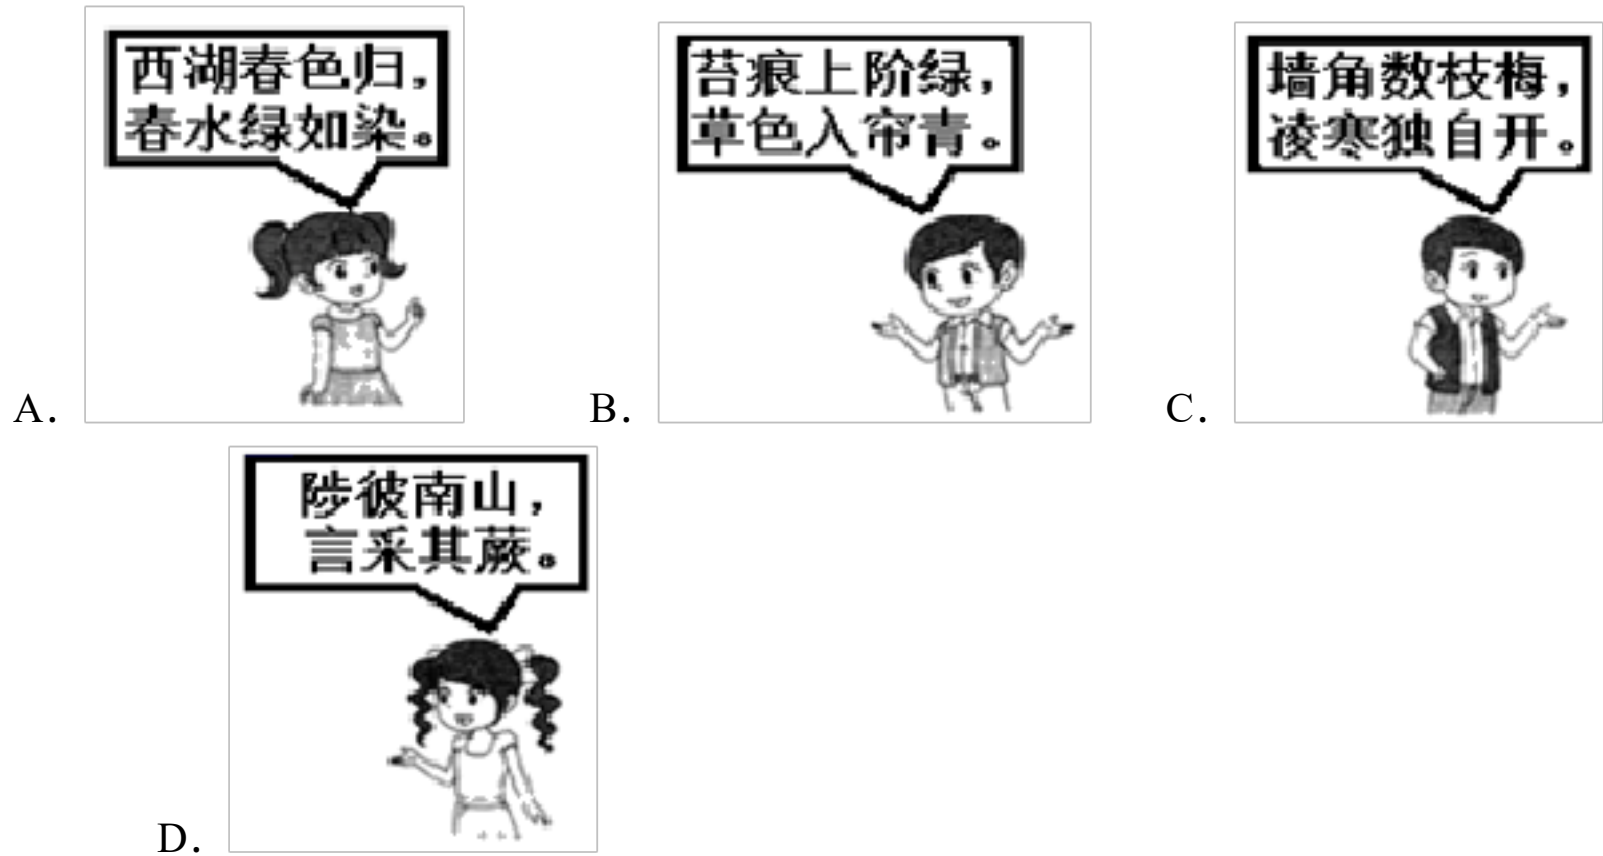 西湖春色归，
春水绿如染。
A.
苔痕上阶绿，
草色入帘青。
B.
墙角数枝梅，
凌寒独自开。
C.
陟彼南山，
言采其蕨。
D.